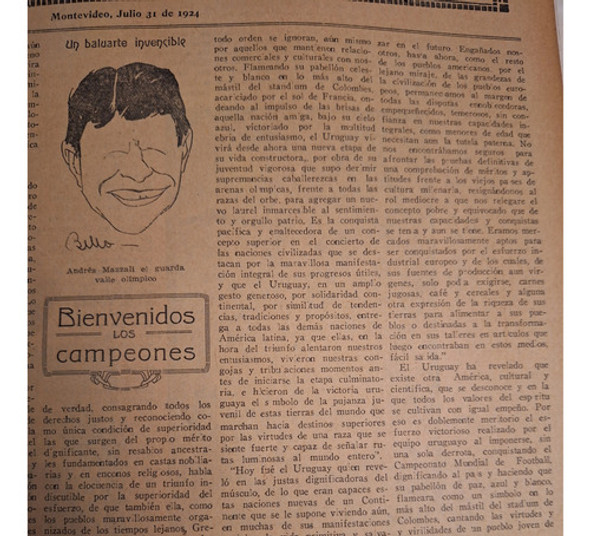 Montevideo, Julio 31 de 1924
Un baluarte invencible
Bello
Andrés Mazzali el guarda
valle olímpico
Bienvenidos
LOS
campeones
de verdad, consagrando todos los
derechos justos y reconociendo co-
mo única condición de superioridad
las que surgen del propio mérito
dignificante, sin resabios ancestra-
les fundamentados en castas nobilia-
rias y en enconos religiosos, habla
con la elocuencia de un triunfo in-
discutible por la superioridad del
esfuerzo, de que también ella, como
los pueblos maravillosamente orga-
nizados de los tiempos lejanos, Gre-
todo orden se ignoran, aún mismo
por aquellos que mantienen relacio-
nes comerciales y culturales con nos-
otros. Flameando su pabellón celes-
te y blanco en lo más alto del
mástil del standium de Colombes,
acariciado por el sol de Francia, on-
deando al impulso de las brisas de
aquella nación amiga, bajo su cielo
azul, victoriado por la multitud
ebria de entusiasmo, el Uruguay vi-
virá desde ahora una nueva etapa de
su vida constructora, por obra de su
juventud vigorosa que supo dirimir
supremacías caballerezcas en las
arenas olímpicas, frente a todas las
razas del orbe, para agregar un nue-
vo laurel inmarcesible al sentimien-
to y orgullo patrio. Es la conquista
pacífica y enaltecedora de un con-
cepto superior en el concierto de
las naciones civilizadas que se des-
tacan por la maravillosa manifesta-
ción integral de sus progresos útiles,
y que el Uruguay, en un amplio
gesto generoso, por solidaridad con-
tinental, por similitud de tenden-
cias, tradiciones y propósitos, entre-
ga a todas las demás naciones de
América latina, ya que ellas, en la
hora del triunfo alentaron nuestros
entusiasmos, vivieron nuestras con-
gojas y tribulaciones momentos an-
tes de iniciarse la etapa culminato-
ria, e hicieron de la victoria uru-
guaya el símbolo de la pujanza ju-
venil de estas tierras del mundo que
marchan hacia destinos superiores
por las virtudes de una raza que se
siente fuerte y capaz de señalar ru-
tas luminosas al mundo entero".
"Hoy fué el Uruguay quien reve-
ló en las justas dignificadoras del
músculo, de lo que eran capaces es-
tas naciones nuevas de un Conti-
nente que se le supone viviendo aún,
en muchas de sus manifestaciones
zar en el futuro. Engañados nos-
otros, hasta ahora, como el resto
de los pueblos americanos, por el
lejano miraje, de las grandezas de
la civilización de los pueblos euro-
peos, permanecemos al margen de
todas las disputas ennoblecedoras,
empequeñecidos, temerosos, sin con-
fianza en nuestras capacidades in-
tegrales, como menores de edad que
necesitan aún la tutela paterna. No
nos encontrábamos seguros para
afrontar las pruebas definitivas de
una comprobación de méritos y ap-
titudes frente a los viejos países de
cultura milenaria, resignándonos al
rol mediocre a que nos relegare el
concepto pobre y equivocado que de
nuestras capacidades y conquistas
se tenía y aún se tiene. Éramos mer-
cados maravillosamente aptos para
ser conquistados por el esfuerzo in-
dustrial europeo y de los cuales, de
sus fuentes de producción aún vír-
genes, solo podía exigirse, carnes
jugosas, café y cereales y alguna
otra expresión de la riqueza de sus
tierras para alimentar a sus pue-
blos o destinadas a la transforma-
ción en sus talleres en artículos que
luego encontraban en estos medios,
fácil salida."
El Uruguay ha revelado que
existe otra América, cultural y
científica, que se desconoce y en la
que todos los valores del espíritu
se cultivan con igual empeño. Por
eso es doblemente meritorio el es-
fuerzo victorioso realizado por el
equipo uruguayo al imponerse, sin
una sola derrota, conquistando el
Campeonato Mundial de Football,
dignificando al país y haciendo que
su pabellón de paz, azul y blanco,
flameara como un símbolo en lo
más alto del mástil del stadium de
Colombes, cantando las virtudes y
y virilidades de un pueblo joven de